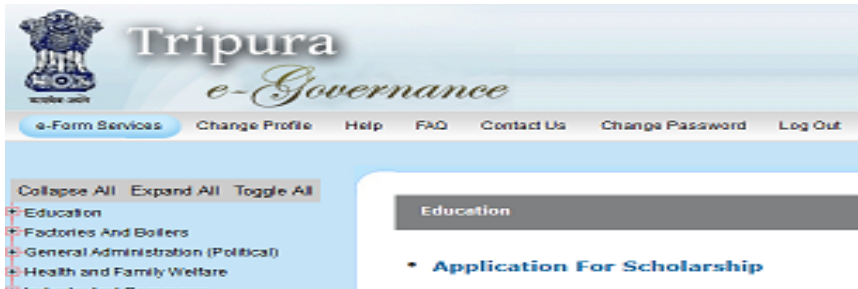 Tripura
e-Governance
e-Form Services Change Profile Help FAQ Contact Us Change Password Log Out
Collapse All Expand All Toggle All
Education
Education
Factories And Boilers
General Administration (Political)
Health and Family Welfare
• Application For Scholarship